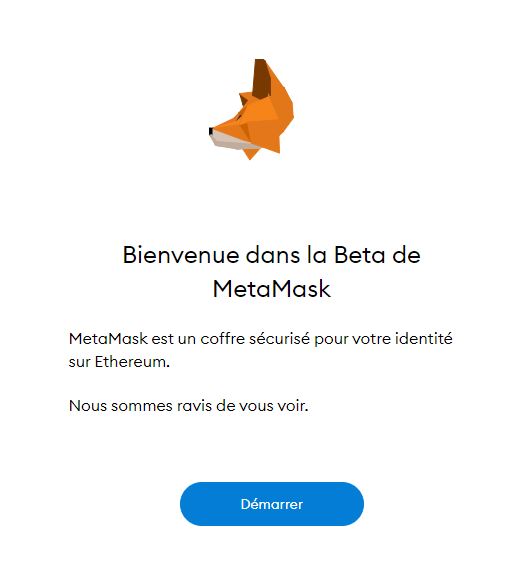 Bienvenue dans la Beta de
MetaMask
MetaMask est un coffre sécurisé pour votre identité
sur Ethereum.
Nous sommes ravis de vous voir.
Démarrer